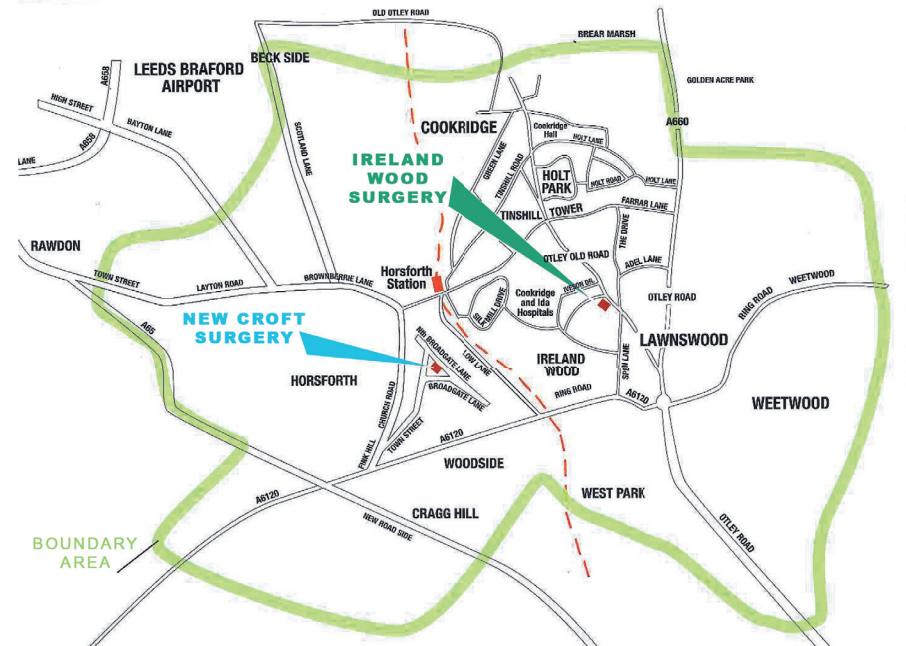 OLD OTLEY ROAD
BREAR MARSH
BECK SIDE
LEEDS BRAFORD
AIRPORT
A658
GOLDEN ACRE PARK
HIGH STREET
BAYTON LANE
A658
LANE
SCOTLAND LANE
COOKRIDGE
Cookridge
Hall
HOLT LANE
A660
IRELAND
WOOD
SURGERY
GREEN LANE
TINSHILL ROAD
HOLT
PARK
HOLT ROAD
HOLT LANE
TINSHILL
TOWER
FARRAR LANE
THE DRIVE
RAWDON
OTLEY OLD ROAD
ADEL LANE
TOWN STREET
LAYTON ROAD
BROWNBERRIE LANE
Horsforth
Station
SILK MILL DRIVE
Cookridge
and Ida
Hospitals
IVESON DR.
OTLEY ROAD
RING ROAD
WEETWOOD
A65
NEW CROFT
SURGERY
Nth BROADGATE LANE
LOW LANE
LAWNSWOOD
IRELAND
WOOD
SPEN LANE
HORSFORTH
BROADGATE LANE
RING ROAD
A6120
WEETWOOD
CHURCH ROAD
TOWN STREET
FINK HILL
A6120
WOODSIDE
WEST PARK
A6120
CRAGG HILL
NEW ROAD SIDE
OTLEY ROAD
BOUNDARY
AREA